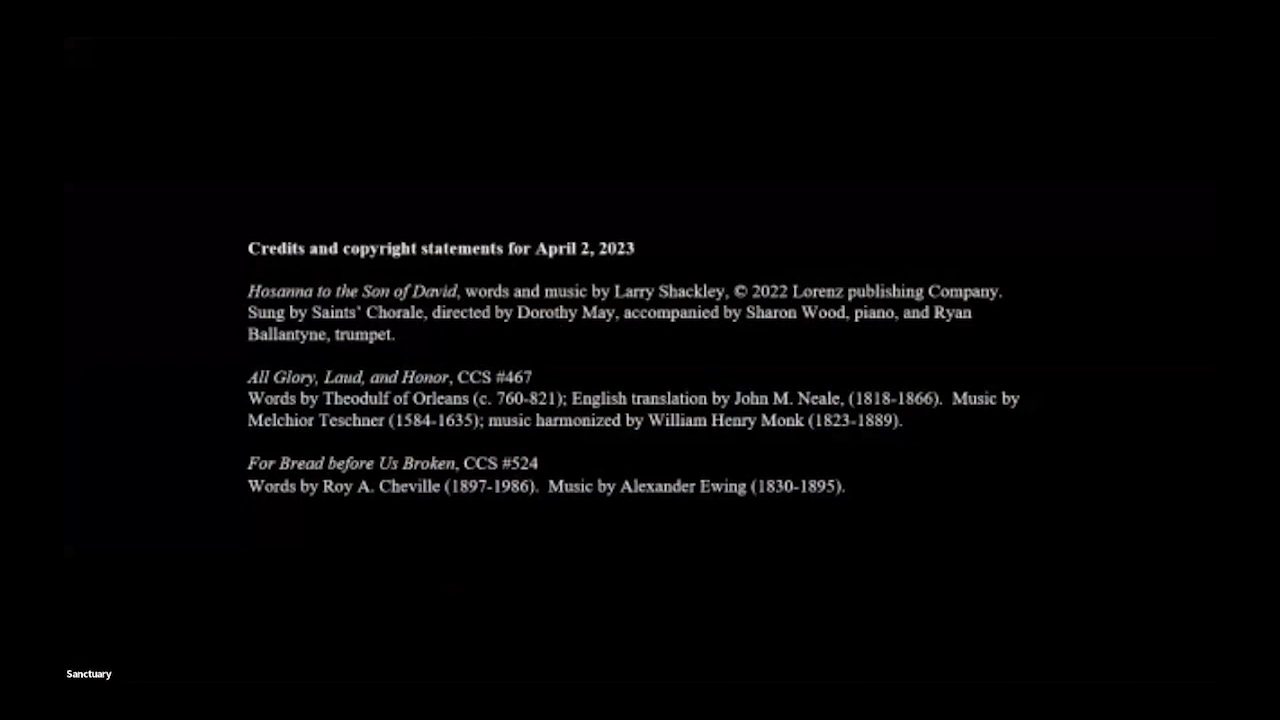 Credits and copyright statements for April 2, 2023
Hosanna to the Son of David, words and music by Larry Shackley, © 2022 Lorenz publishing Company.
Sung by Saints' Chorale, directed by Dorothy May, accompanied by Sharon Wood, piano, and Ryan
Ballantyne, trumpet.
All Glory, Laud, and Honor, CCS #467
Words by Theodulf of Orleans (c. 760-821); English translation by John M. Neale, (1818-1866).  Music by
Melchior Teschner (1584-1635); music harmonized by William Henry Monk (1823-1889).
For Bread before Us Broken, CCS #524
Words by Roy A. Cheville (1897-1986).  Music by Alexander Ewing (1830-1895).
Sanctuary